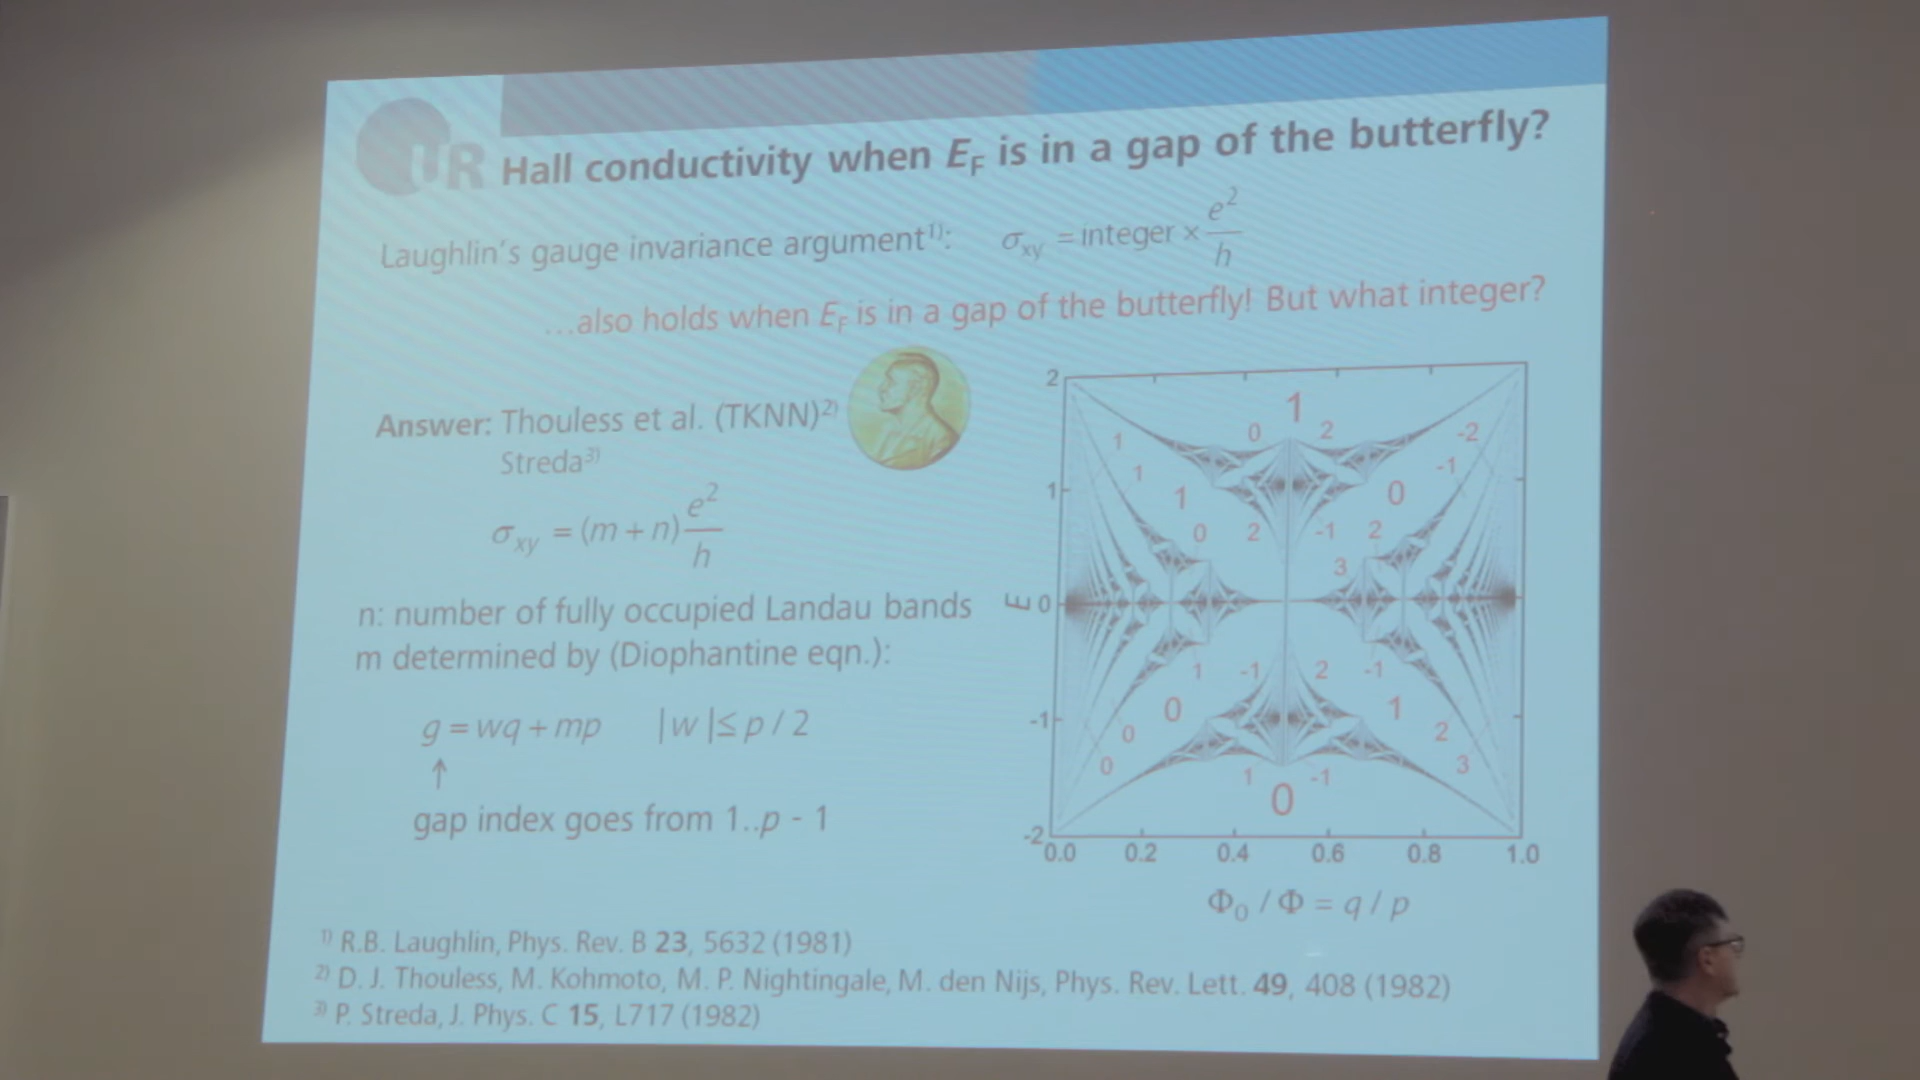 UR
Hall conductivity when E_F is in a gap of the butterfly?
Laughlin's gauge invariance argument¹⁾: σ_xy = integer × e²/h
...also holds when E_F is in a gap of the butterfly! But what integer?
Answer: Thouless et al. (TKNN)²⁾
Streda³⁾
σ_xy = (m + n) e²/h
n: number of fully occupied Landau bands
m determined by (Diophantine eqn.):
g = wq + mp |w|≤ p / 2
↑
gap index goes from 1..p - 1
2
1
E 0
-1
-2
1
0 2
1 -2
1 -1
1 0
0 2 -1 2
3
1 -1 2 -1
0 1
0 2
0 3
1 -1
0
0.0 0.2 0.4 0.6 0.8 1.0
Φ₀ / Φ = q / p
¹⁾ R.B. Laughlin, Phys. Rev. B 23, 5632 (1981)
²⁾ D. J. Thouless, M. Kohmoto, M. P. Nightingale, M. den Nijs, Phys. Rev. Lett. 49, 408 (1982)
³⁾ P. Streda, J. Phys. C 15, L717 (1982)